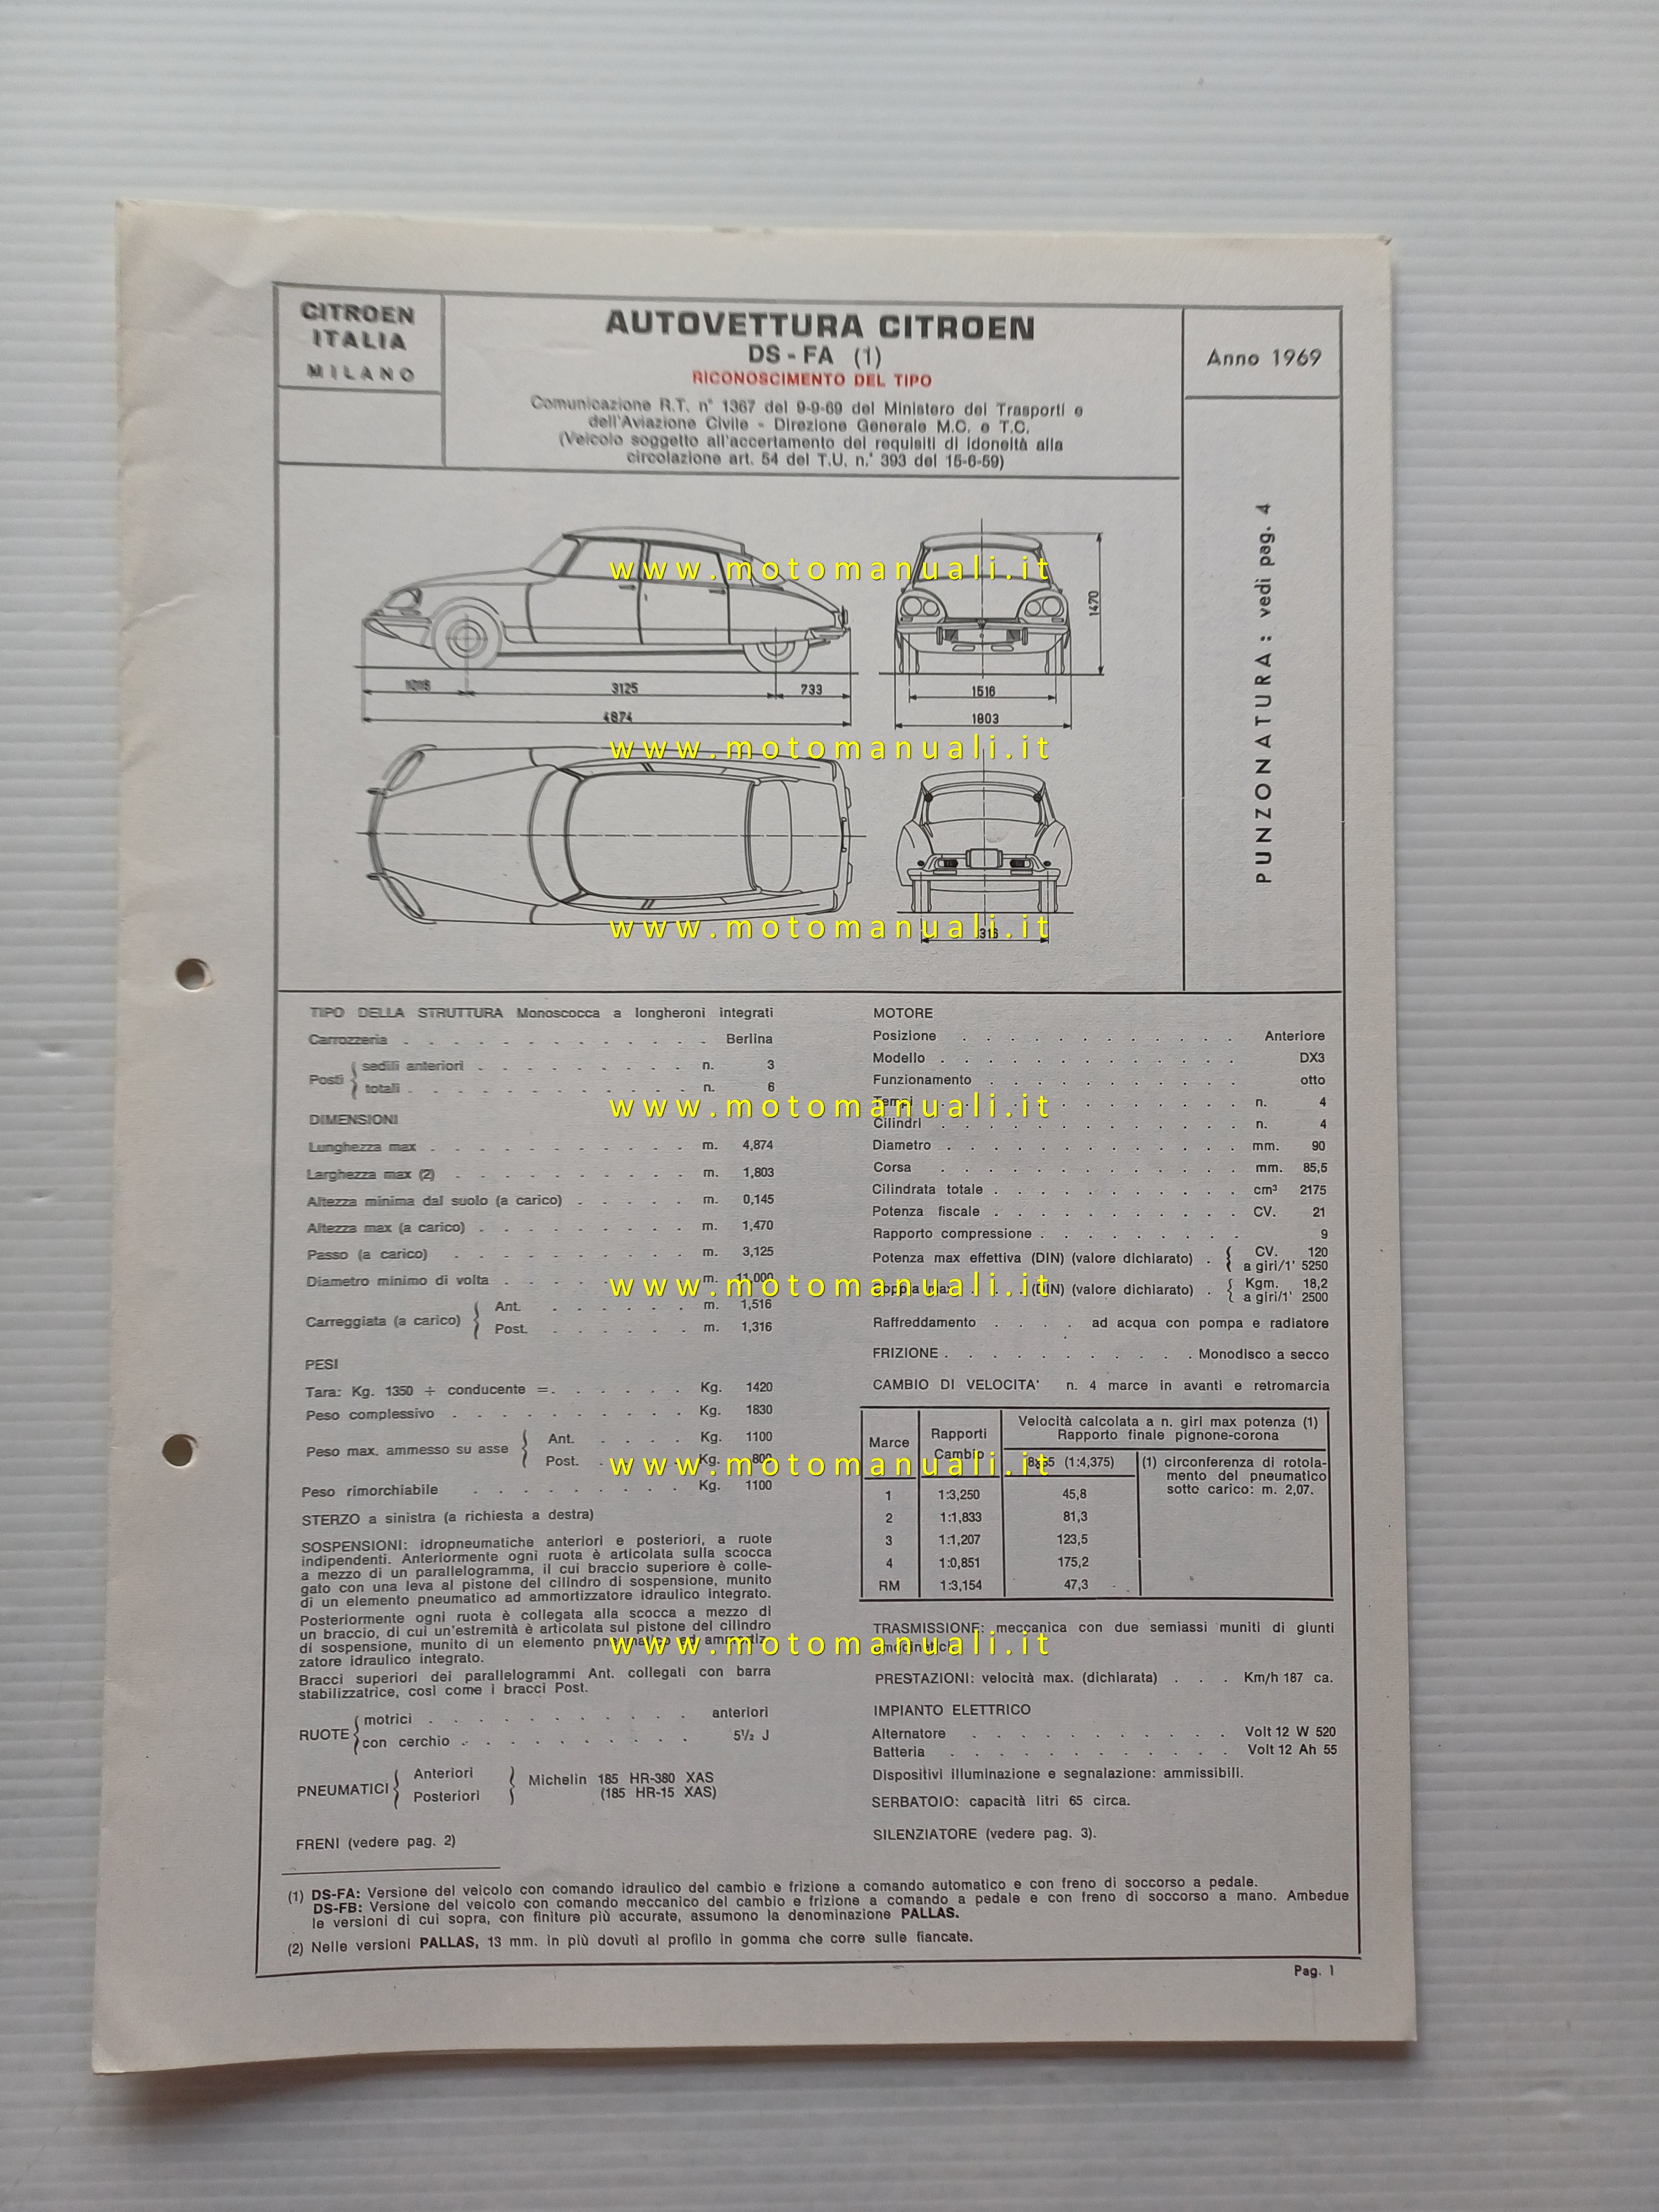 CITROEN
ITALIA
MILANO
AUTOVETTURA CITROEN
DS - FA (1)
RICONOSCIMENTO DEL TIPO
Comunicazione R.T. n° 1367 del 9-9-69 del Ministero dei Trasporti e
dell'Aviazione Civile - Direzione Generale M.C. e T.C.
(Veicolo soggetto all'accertamento dei requisiti di idoneità alla
circolazione art. 54 del T.U. n.° 393 del 15-6-59)
Anno 1969
PUNZONATURA : vedi pag. 4
www.motomanuali.it
1470
3125
733
1516
4874
1803
www.motomanuali.it
www.motomanuali.it
TIPO DELLA STRUTTURA Monoscocca a longheroni integrati
Carrozzeria . . . . . . . . . . . . . Berlina
Posti { sedili anteriori . . . . . . . . . n. 3
totali . . . . . . . . . . . n. 6
DIMENSIONI
Lunghezza max . . . . . . . . . . . m. 4,874
Larghezza max (2) . . . . . . . . . . m. 1,803
Altezza minima dal suolo (a carico) . . . . . m. 0,145
Altezza max (a carico) . . . . . . . . . m. 1,470
Passo (a carico) . . . . . . . . . . m. 3,125
Diametro minimo di volta . . . . . . . . m. 11,000
Carreggiata (a carico) { Ant. . . . . . . m. 1,516
Post. . . . . . . m. 1,316
PESI
Tara: Kg. 1350 + conducente = . . . . . . Kg. 1420
Peso complessivo . . . . . . . . . . Kg. 1830
Peso max. ammesso su asse { Ant. . . . . Kg. 1100
Post. . . . . Kg. 800
Peso rimorchiabile . . . . . . . . . Kg. 1100
STERZO a sinistra (a richiesta a destra)
SOSPENSIONI: idropneumatiche anteriori e posteriori, a ruote
indipendenti. Anteriormente ogni ruota è articolata sulla scocca
a mezzo di un parallelogramma, il cui braccio superiore è colle-
gato con una leva al pistone del cilindro di sospensione, munito
di un elemento pneumatico ad ammortizzatore idraulico integrato.
Posteriormente ogni ruota è collegata alla scocca a mezzo di
un braccio, di cui un'estremità è articolata sul pistone del cilindro
di sospensione, munito di un elemento pneumatico ad ammortiz-
zatore idraulico integrato.
Bracci superiori dei parallelogrammi Ant. collegati con barra
stabilizzatrice, così come i bracci Post.
RUOTE { motrici . . . . . . . . . . . anteriori
con cerchio . . . . . . . . . . 5½ J
PNEUMATICI { Anteriori } Michelin 185 HR-380 XAS
Posteriori (185 HR-15 XAS)
FRENI (vedere pag. 2)
MOTORE
Posizione . . . . . . . . . . . . Anteriore
Modello . . . . . . . . . . . . . DX3
Funzionamento . . . . . . . . . . . otto
Tempi . . . . . . . . . . . . . n. 4
Cilindri . . . . . . . . . . . . . n. 4
Diametro . . . . . . . . . . . . mm. 90
Corsa . . . . . . . . . . . . . mm. 85,5
Cilindrata totale . . . . . . . . . . . cm³ 2175
Potenza fiscale . . . . . . . . . . . CV. 21
Rapporto compressione . . . . . . . . . 9
Potenza max effettiva (DIN) (valore dichiarato) . { CV. 120
a giri/1' 5250
Coppia max . . . . (DIN) (valore dichiarato) . { Kgm. 18,2
a giri/1' 2500
Raffreddamento . . . . ad acqua con pompa e radiatore
FRIZIONE . . . . . . . . . . . Monodisco a secco
CAMBIO DI VELOCITA' n. 4 marce in avanti e retromarcia
Marce Rapporti Cambio Velocità calcolata a n. giri max potenza (1)
Rapporto finale pignone-corona
8x35 (1:4,375) (1) circonferenza di rotola-
mento del pneumatico
sotto carico: m. 2,07.
1 1:3,250 45,8
2 1:1,833 81,3
3 1:1,207 123,5
4 1:0,851 175,2
RM 1:3,154 47,3
TRASMISSIONE: meccanica con due semiassi muniti di giunti
omocinetici.
PRESTAZIONI: velocità max. (dichiarata) . . . Km/h 187 ca.
IMPIANTO ELETTRICO
Alternatore . . . . . . . . . . Volt 12 W 520
Batteria . . . . . . . . . . . Volt 12 Ah 55
Dispositivi illuminazione e segnalazione: ammissibili.
SERBATOIO: capacità litri 65 circa.
SILENZIATORE (vedere pag. 3).
www.motomanuali.it
www.motomanuali.it
www.motomanuali.it
www.motomanuali.it
(1) DS-FA: Versione del veicolo con comando idraulico del cambio e frizione a comando automatico e con freno di soccorso a pedale.
DS-FB: Versione del veicolo con comando meccanico del cambio e frizione a comando a pedale e con freno di soccorso a mano. Ambedue
le versioni di cui sopra, con finiture più accurate, assumono la denominazione PALLAS.
(2) Nelle versioni PALLAS, 13 mm. in più dovuti al profilo in gomma che corre sulle fiancate.
Pag. 1